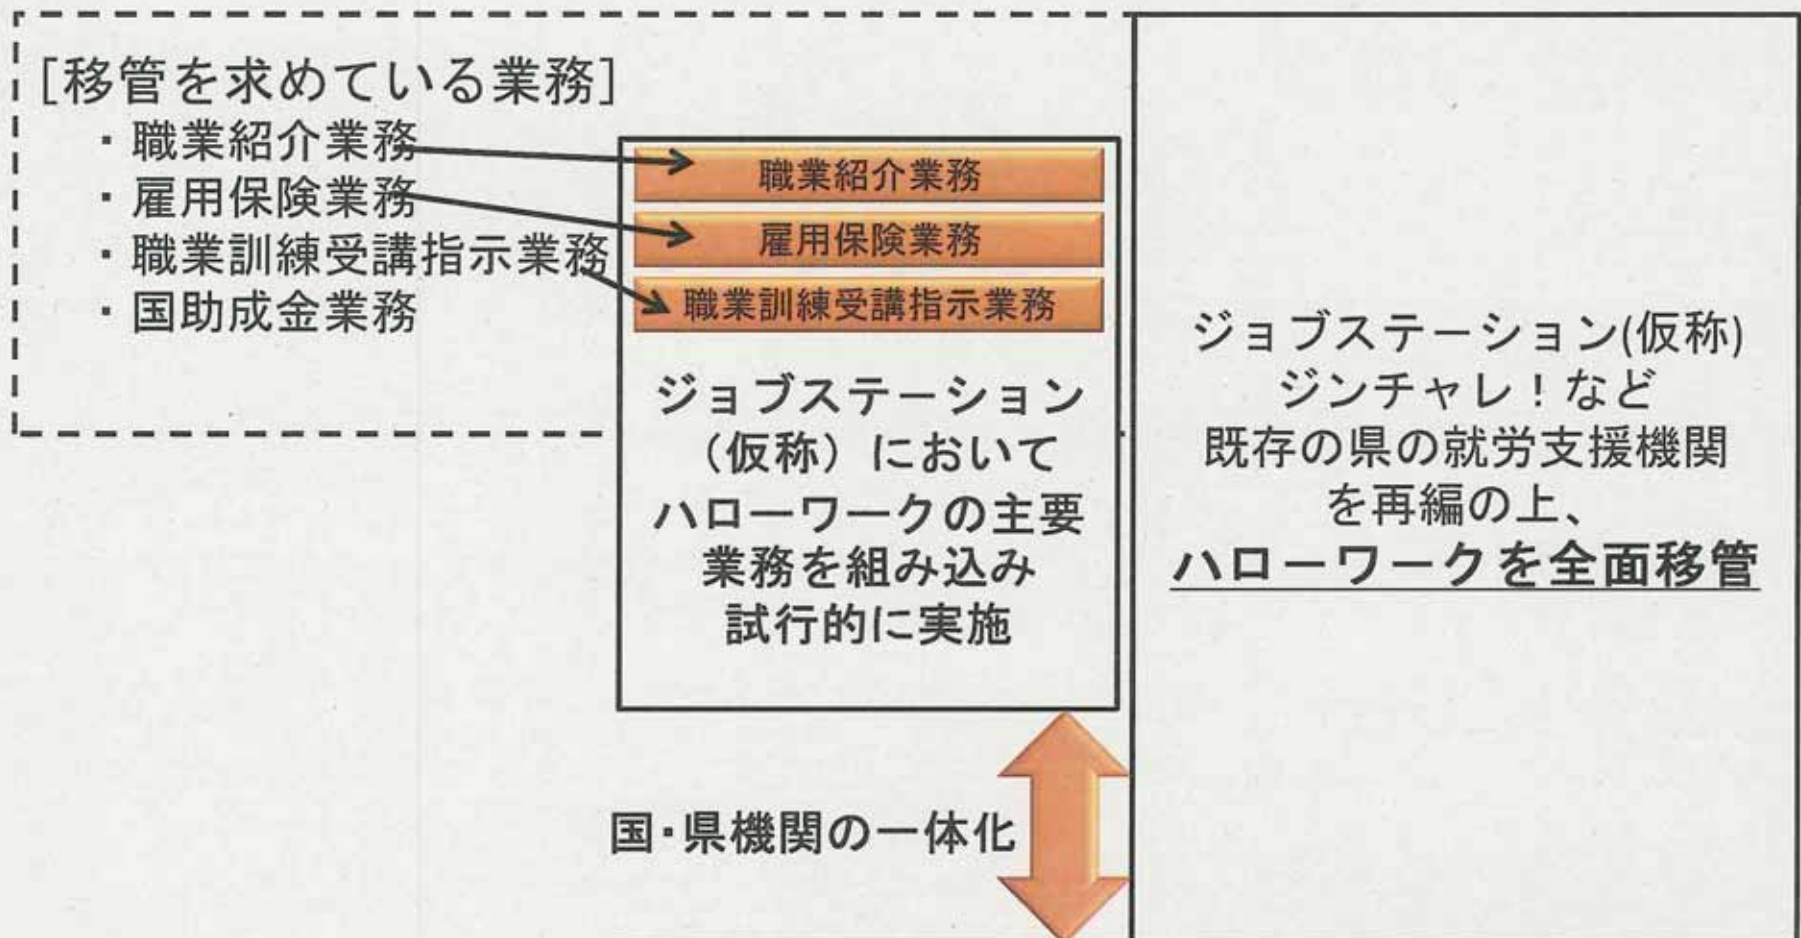 [移管を求めている業務]
・職業紹介業務
・雇用保険業務
・職業訓練受講指示業務
・国助成金業務
職業紹介業務
雇用保険業務
職業訓練受講指示業務
ジョブステーション
(仮称)において
ハローワークの主要
業務を組み込み
試行的に実施
国・県機関の一体化
ジョブステーション(仮称)
ジンチャレ!など
既存の県の就労支援機関
を再編の上、
ハローワークを全面移管